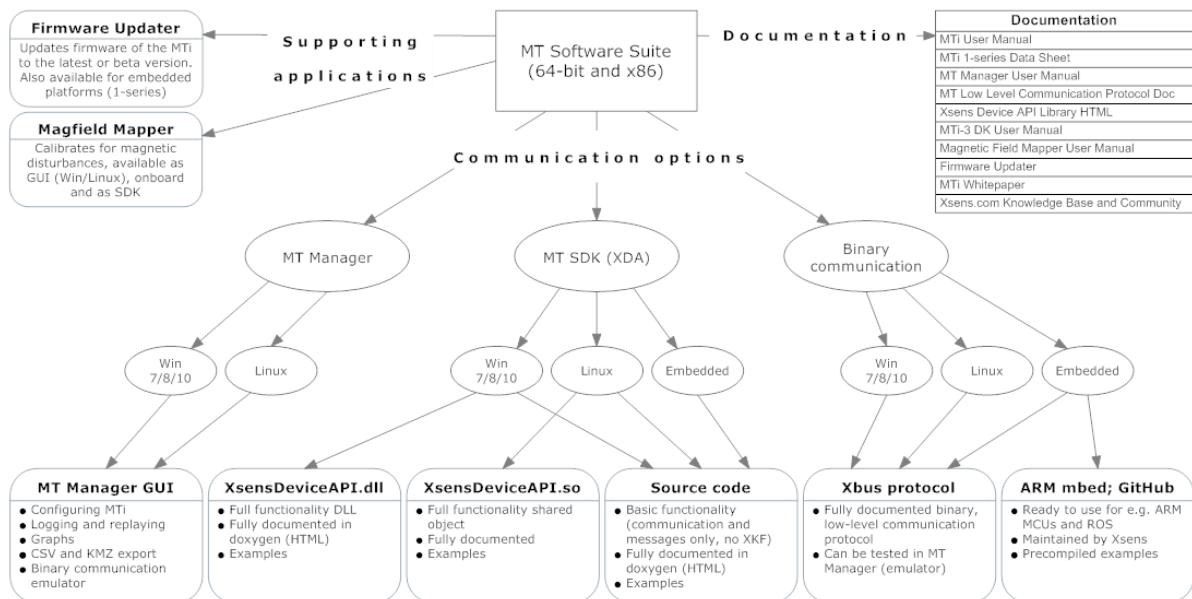 Firmware Updater
Updates firmware of the MTi
to the latest or beta version.
Also available for embedded
platforms (1-series)
Supporting
applications
MT Software Suite
(64-bit and x86)
Documentation
Documentation
MTi User Manual
MTi 1-series Data Sheet
MT Manager User Manual
MT Low Level Communication Protocol Doc
Xsens Device API Library HTML
MTi-3 DK User Manual
Magnetic Field Mapper User Manual
Firmware Updater
MTi Whitepaper
Xsens.com Knowledge Base and Community
Magfield Mapper
Calibrates for magnetic
disturbances, available as
GUI (Win/Linux), onboard
and as SDK
Communication options
MT Manager
MT SDK (XDA)
Binary
communication
Win
7/8/10
Linux
Win
7/8/10
Linux
Embedded
Win
7/8/10
Linux
Embedded
MT Manager GUI
● Configuring MTi
● Logging and replaying
● Graphs
● CSV and KMZ export
● Binary communication
emulator
XsensDeviceAPI.dll
● Full functionality DLL
● Fully documented in
doxygen (HTML)
● Examples
XsensDeviceAPI.so
● Full functionality shared
object
● Fully documented
● Examples
Source code
● Basic functionality
(communication and
messages only, no XKF)
● Fully documented in
doxygen (HTML)
● Examples
Xbus protocol
● Fully documented binary,
low-level communication
protocol
● Can be tested in MT
Manager (emulator)
ARM mbed; GitHub
● Ready to use for e.g. ARM
MCUs and ROS
● Maintained by Xsens
● Precompiled examples